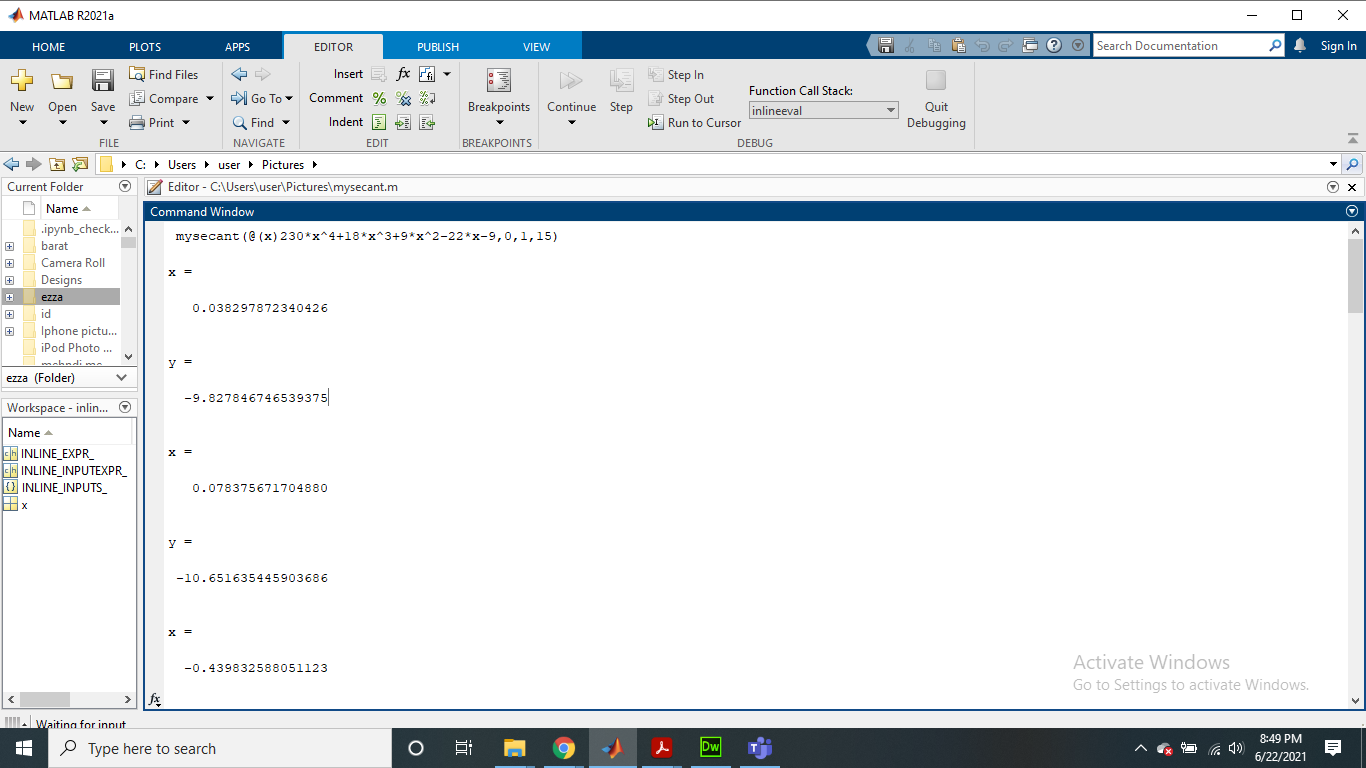 MATLAB R2021a
HOME PLOTS APPS EDITOR PUBLISH VIEW Search Documentation Sign In
New Open Save Find Files Compare Print
FILE
Go To Find
NAVIGATE
Insert fx
Comment
Indent
EDIT
Breakpoints
BREAKPOINTS
Continue Step Step In Step Out Run to Cursor
Function Call Stack:
inlineeval
Quit Debugging
DEBUG
C: Users user Pictures
Current Folder
Name
.ipynb_check...
barat
Camera Roll
Designs
ezza
id
Iphone pictu...
iPod Photo ...
ezza (Folder)
Workspace - inlin...
Name
INLINE_EXPR_
INLINE_INPUTEXPR_
INLINE_INPUTS_
x
Editor - C:\Users\user\Pictures\mysecant.m
Command Window
mysecant(@(x)230*x^4+18*x^3+9*x^2-22*x-9,0,1,15)
x =
0.038297872340426
y =
-9.827846746539375
x =
0.078375671704880
y =
-10.651635445903686
x =
-0.439832588051123
fx
Activate Windows
Go to Settings to activate Windows.
Waiting for input
Type here to search
Dw
8:49 PM
6/22/2021